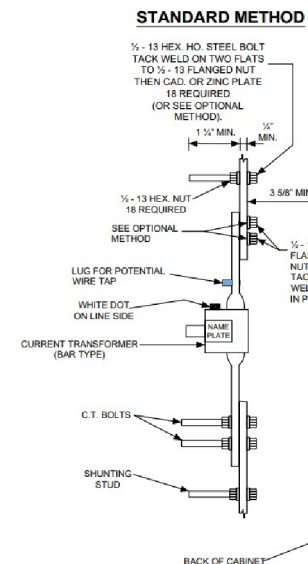 STANDARD METHOD
½ - 13 HEX. HO. STEEL BOLT
TACK WELD ON TWO FLATS
TO ½ - 13 FLANGED NUT
THEN CAD. OR ZINC PLATE
18 REQUIRED
(OR SEE OPTIONAL
METHOD).
1 ¼" MIN.
¼"
MIN.
½ - 13 HEX. NUT
18 REQUIRED
3 5/8" MIN
SEE OPTIONAL
METHOD
½ -
FLA
NUT
TAC
WEL
IN P
LUG FOR POTENTIAL
WIRE TAP
WHITE DOT
ON LINE SIDE
NAME
PLATE
CURRENT TRANSFORMER
(BAR TYPE)
C.T. BOLTS
SHUNTING
STUD
BACK OF CABINET